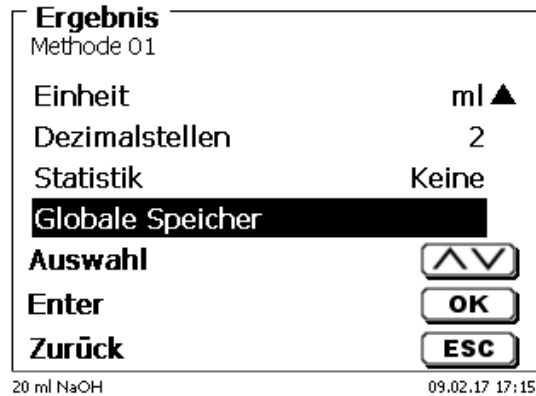 Ergebnis
Methode 01
Einheit ml
Dezimalstellen 2
Statistik Keine
Globale Speicher
Auswahl
Enter OK
Zurück ESC
20 ml NaOH 09.02.17 17:15